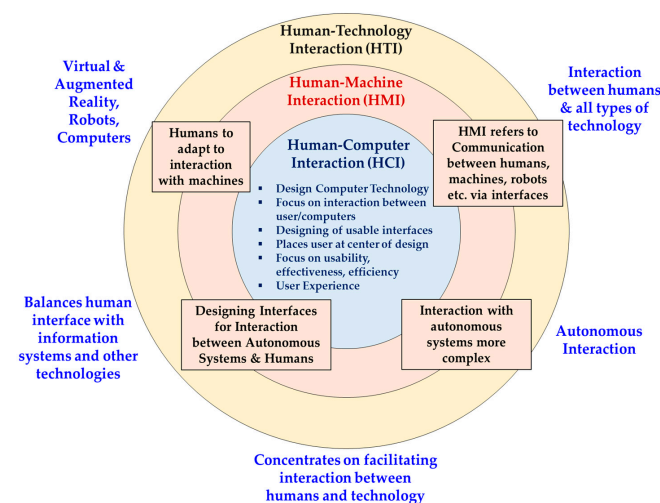 Human-Technology
Interaction (HTI)
Virtual &
Augmented
Reality,
Robots,
Computers
Human-Machine
Interaction (HMI)
Interaction
between humans
& all types of
technology
Humans to
adapt to
interaction
with machines
HMI refers to
Communication
between humans,
machines, robots
etc. via interfaces
Human-Computer
Interaction (HCI)
▪ Design Computer Technology
▪ Focus on interaction between
user/computers
▪ Designing of usable interfaces
▪ Places user at center of design
▪ Focus on usability,
effectiveness, efficiency
▪ User Experience
Balances human
interface with
information
systems and other
technologies
Designing Interfaces
for Interaction
between Autonomous
Systems & Humans
Interaction with
autonomous
systems more
complex
Autonomous
Interaction
Concentrates on facilitating
interaction between
humans and technology